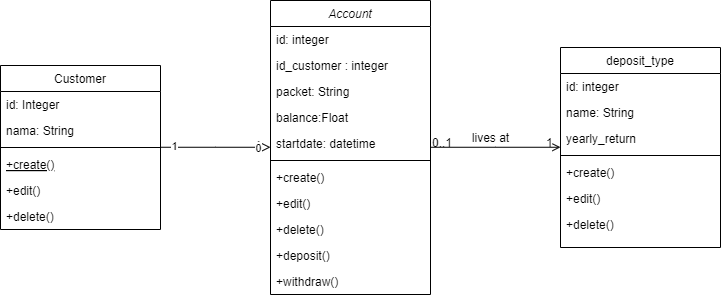 Customer
id: Integer
nama: String
+create()
+edit()
+delete()
1
0
Account
id: integer
id_customer : integer
packet: String
balance:Float
startdate: datetime
+create()
+edit()
+delete()
+deposit()
+withdraw()
0..1
lives at
1
deposit_type
id: integer
name: String
yearly_return
+create()
+edit()
+delete()